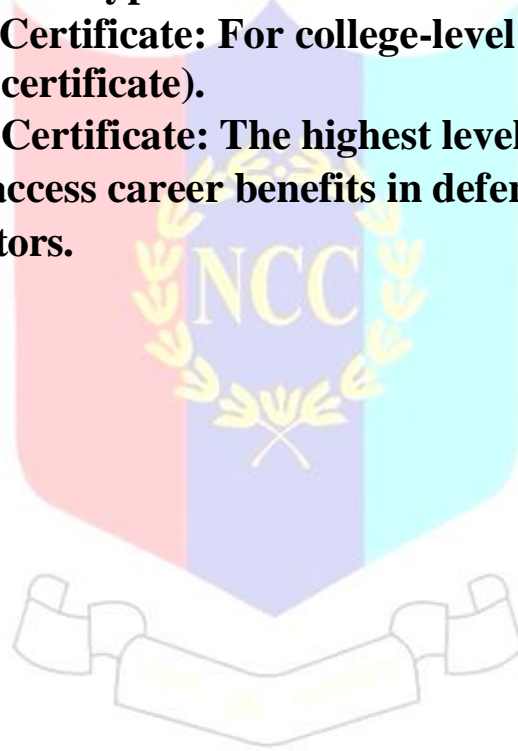 Certificate: For college-level
certificate).
Certificate: The highest level
access career benefits in defen
tors.
NCC